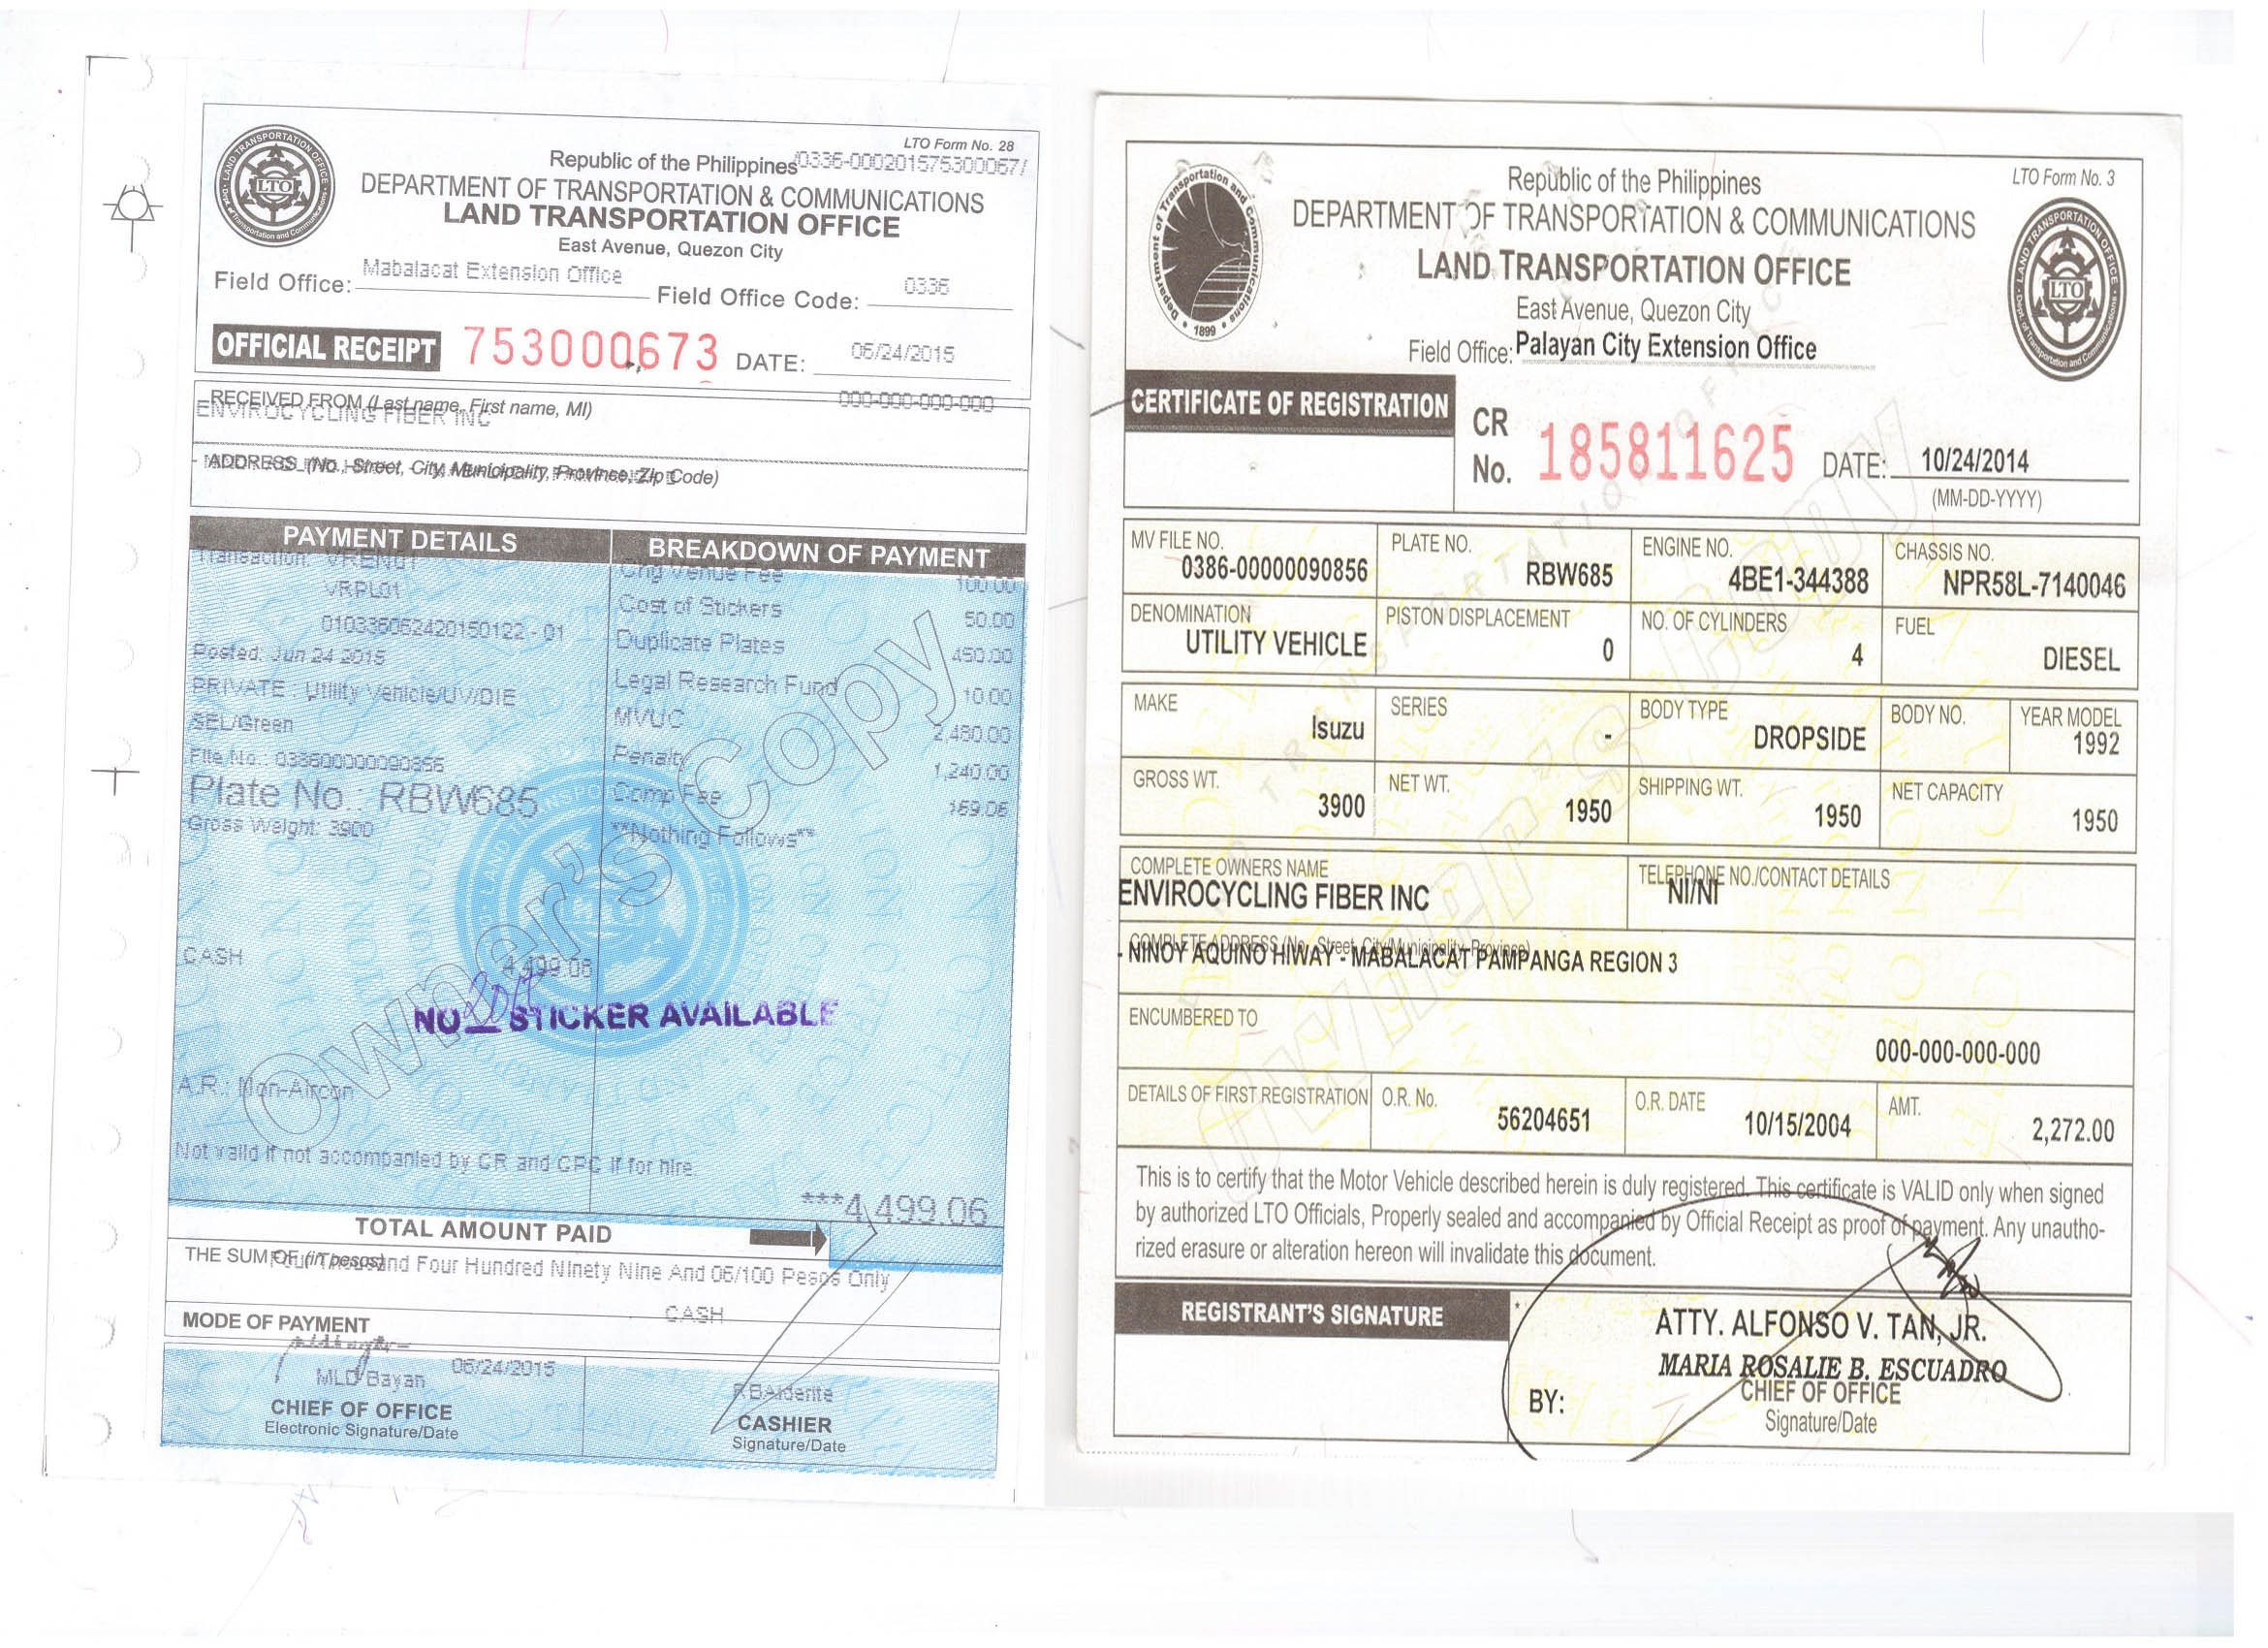 LTO Form No. 28
Republic of the Philippines
/0336-000201575300067/
DEPARTMENT OF TRANSPORTATION & COMMUNICATIONS
LAND TRANSPORTATION OFFICE
East Avenue, Quezon City
Field Office: Mabalacat Extension Office Field Office Code: 0336
OFFICIAL RECEIPT 753000673 DATE: 06/24/2015
RECEIVED FROM (Last name, First name, MI) 000-000-000-000
ENVIROCYCLING FIBER INC
ADDRESS (No., Street, City, Municipality, Province, Zip Code)
PAYMENT DETAILS BREAKDOWN OF PAYMENT
Transaction: VREN01 Chg Venue Fee 100.00
VRPL01 Cost of Stickers 50.00
010336062420150122 - 01 Duplicate Plates 450.00
Posted: Jun 24 2015 Legal Research Fund 10.00
PRIVATE : Utility Vehicle/UV/DIE MVUC 2,480.00
SEL/Green Penalty 1,240.00
File No.: Comp Fee 169.06
Plate No.: RBW685 **Nothing Follows**
Gross Weight: 3900
CASH 4,499.06
NO 2015 STICKER AVAILABLE
Owner's Copy
A.R.: Non-Aircon
Not valid if not accompanied by CR and CPC if for hire.
***4,499.06
TOTAL AMOUNT PAID
THE SUM OF (in pesos) Four Thousand Four Hundred Ninety Nine And 06/100 Pesos Only
MODE OF PAYMENT CASH
MLD Bayan 06/24/2015
CHIEF OF OFFICE
Electronic Signature/Date
CASHIER
Signature/Date
LTO Form No. 3
Republic of the Philippines
DEPARTMENT OF TRANSPORTATION & COMMUNICATIONS
LAND TRANSPORTATION OFFICE
East Avenue, Quezon City
Field Office: Palayan City Extension Office
CERTIFICATE OF REGISTRATION
CR No. 185811625 DATE: 10/24/2014
(MM-DD-YYYY)
MV FILE NO. PLATE NO. ENGINE NO. CHASSIS NO.
0386-00000090856 RBW685 4BE1-344388 NPR58L-7140046
DENOMINATION PISTON DISPLACEMENT NO. OF CYLINDERS FUEL
UTILITY VEHICLE 0 4 DIESEL
MAKE SERIES BODY TYPE BODY NO. YEAR MODEL
Isuzu - DROPSIDE 1992
GROSS WT. NET WT. SHIPPING WT. NET CAPACITY
3900 1950 1950 1950
COMPLETE OWNERS NAME TELEPHONE NO./CONTACT DETAILS
ENVIROCYCLING FIBER INC NI/NI
COMPLETE ADDRESS (No., Street, City/Municipality, Province)
- NINOY AQUINO HIWAY - MABALACAT PAMPANGA REGION 3
ENCUMBERED TO
000-000-000-000
DETAILS OF FIRST REGISTRATION O.R. No. O.R. DATE AMT.
56204651 10/15/2004 2,272.00
This is to certify that the Motor Vehicle described herein is duly registered. This certificate is VALID only when signed
by authorized LTO Officials, Properly sealed and accompanied by Official Receipt as proof of payment. Any unautho-
rized erasure or alteration hereon will invalidate this document.
REGISTRANT'S SIGNATURE
ATTY. ALFONSO V. TAN, JR.
MARIA ROSALIE B. ESCUADRO
BY: CHIEF OF OFFICE
Signature/Date
Owner's Copy